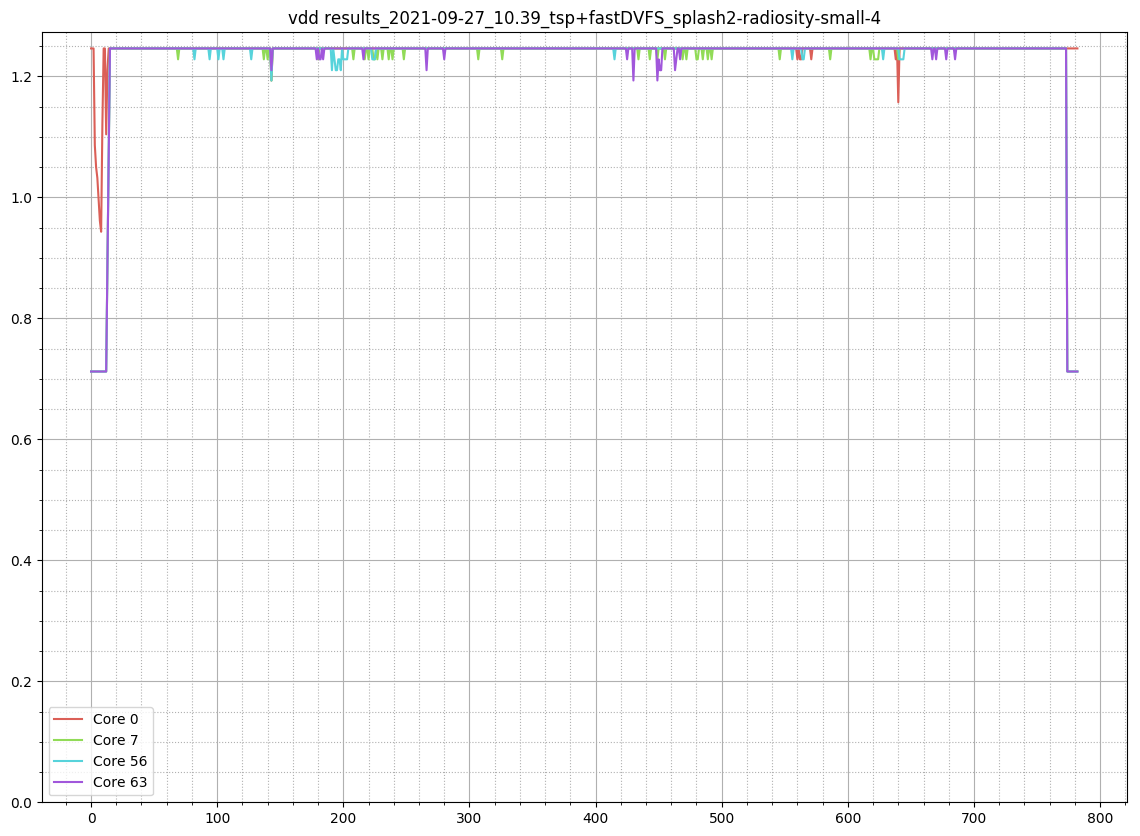 vdd results_2021-09-27_10.39_tsp+fastDVFS_splash2-radiosity-small-4
1.2
1.0
0.8
0.6
0.4
0.2
0.0
Core 0
Core 7
Core 56
Core 63
0 100 200 300 400 500 600 700 800